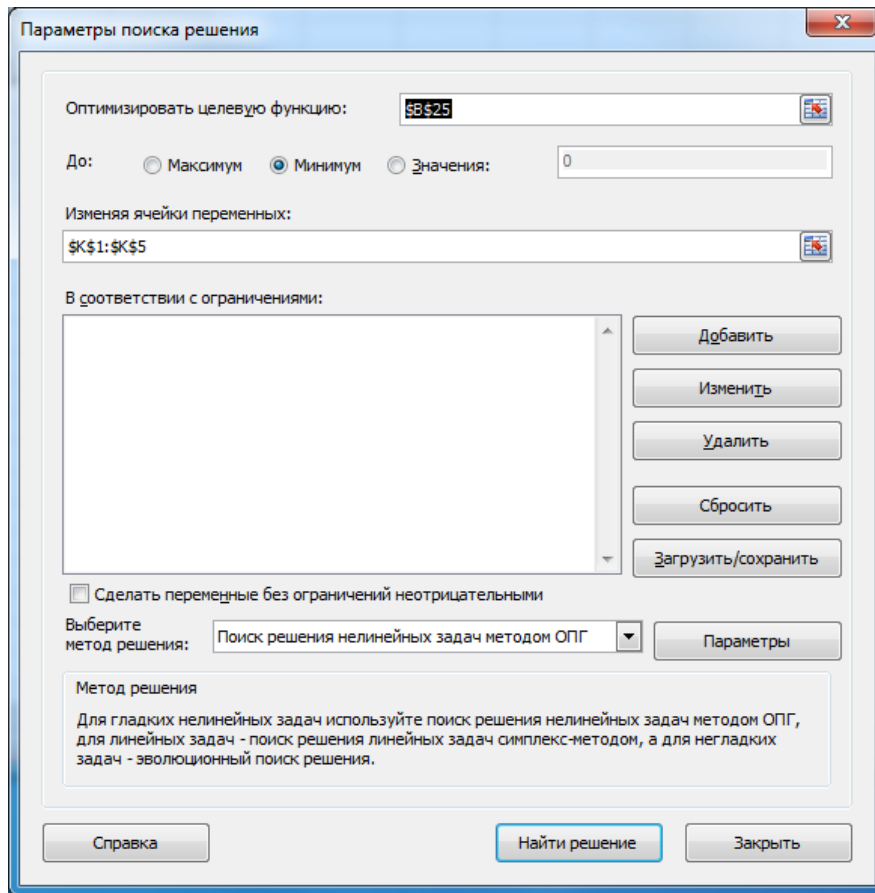 Параметры поиска решения
X
Оптимизировать целевую функцию:
$B$25
До:
Максимум
Минимум
Значения:
0
Изменяя ячейки переменных:
$K$1:$K$5
В соответствии с ограничениями:
Добавить
Изменить
Удалить
Сбросить
Загрузить/сохранить
Сделать переменные без ограничений неотрицательными
Выберите
метод решения:
Поиск решения нелинейных задач методом ОПГ
Параметры
Метод решения
Для гладких нелинейных задач используйте поиск решения нелинейных задач методом ОПГ,
для линейных задач - поиск решения линейных задач симплекс-методом, а для негладких
задач - эволюционный поиск решения.
Справка
Найти решение
Закрыть